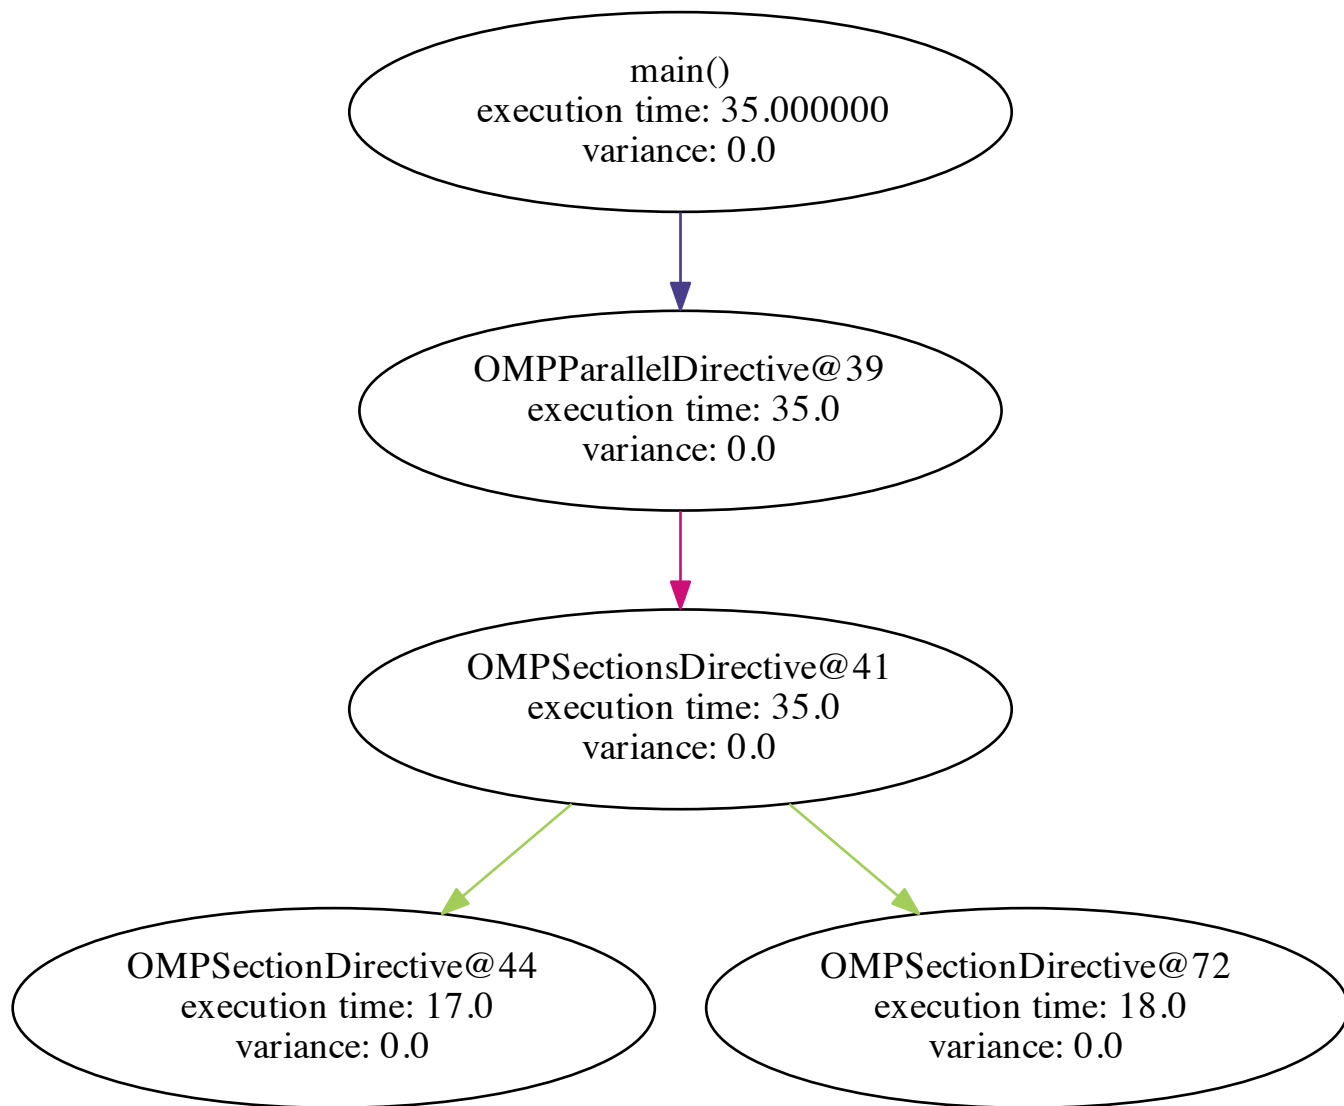 main()
execution time: 35.000000
variance: 0.0
OMPParallelDirective@39
execution time: 35.0
variance: 0.0
OMPSectionsDirective@41
execution time: 35.0
variance: 0.0
OMPSectionDirective@44
execution time: 17.0
variance: 0.0
OMPSectionDirective@72
execution time: 18.0
variance: 0.0